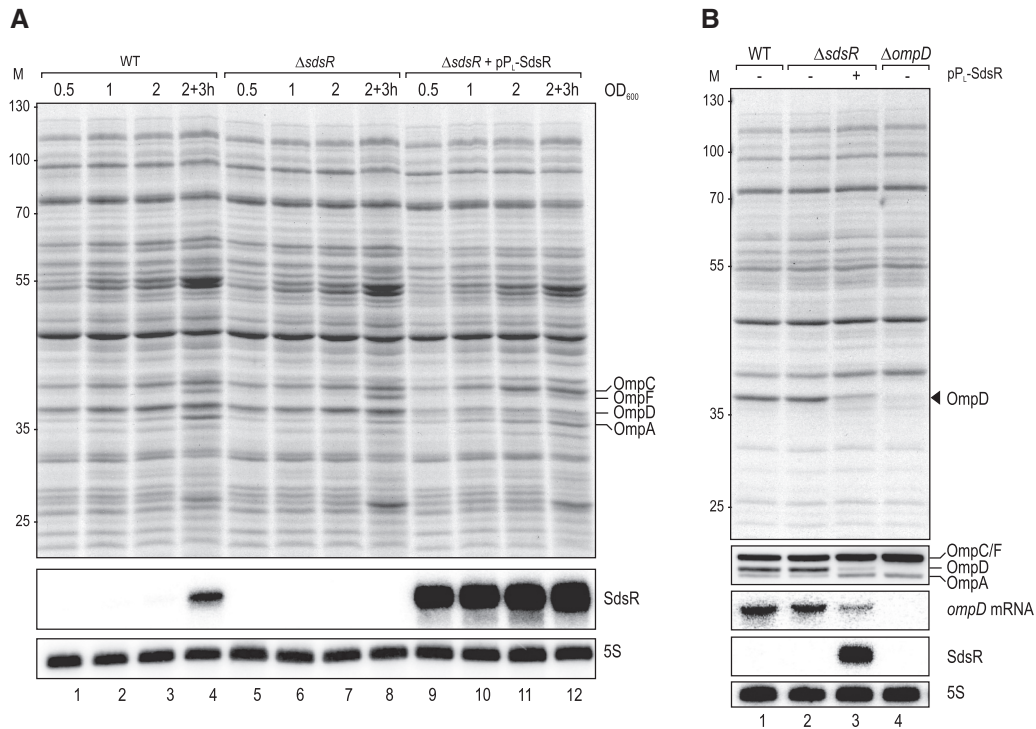 A
WT ΔsdsR ΔsdsR + pPL-SdsR
M 0.5 1 2 2+3h 0.5 1 2 2+3h 0.5 1 2 2+3h OD600
130
100
70
55
OmpC
OmpF
OmpD
OmpA
35
25
SdsR
5S
1 2 3 4 5 6 7 8 9 10 11 12
B
WT ΔsdsR ΔompD
M - - + - pPL-SdsR
130
100
70
55
OmpD
35
25
OmpC/F
OmpD
OmpA
ompD mRNA
SdsR
5S
1 2 3 4